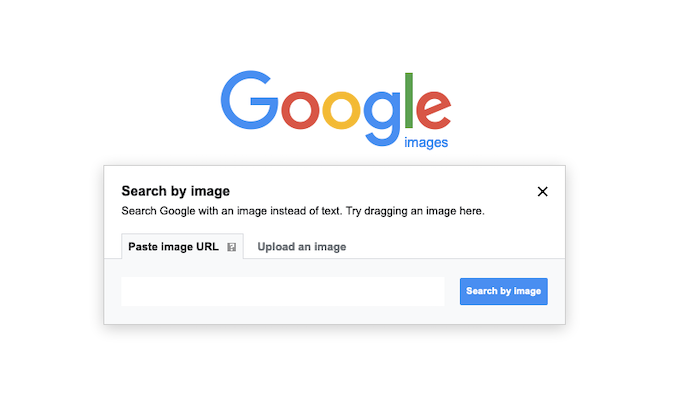 Google
images
Search by image
Search Google with an image instead of text. Try dragging an image here.
Paste image URL ?
Upload an image
Search by image